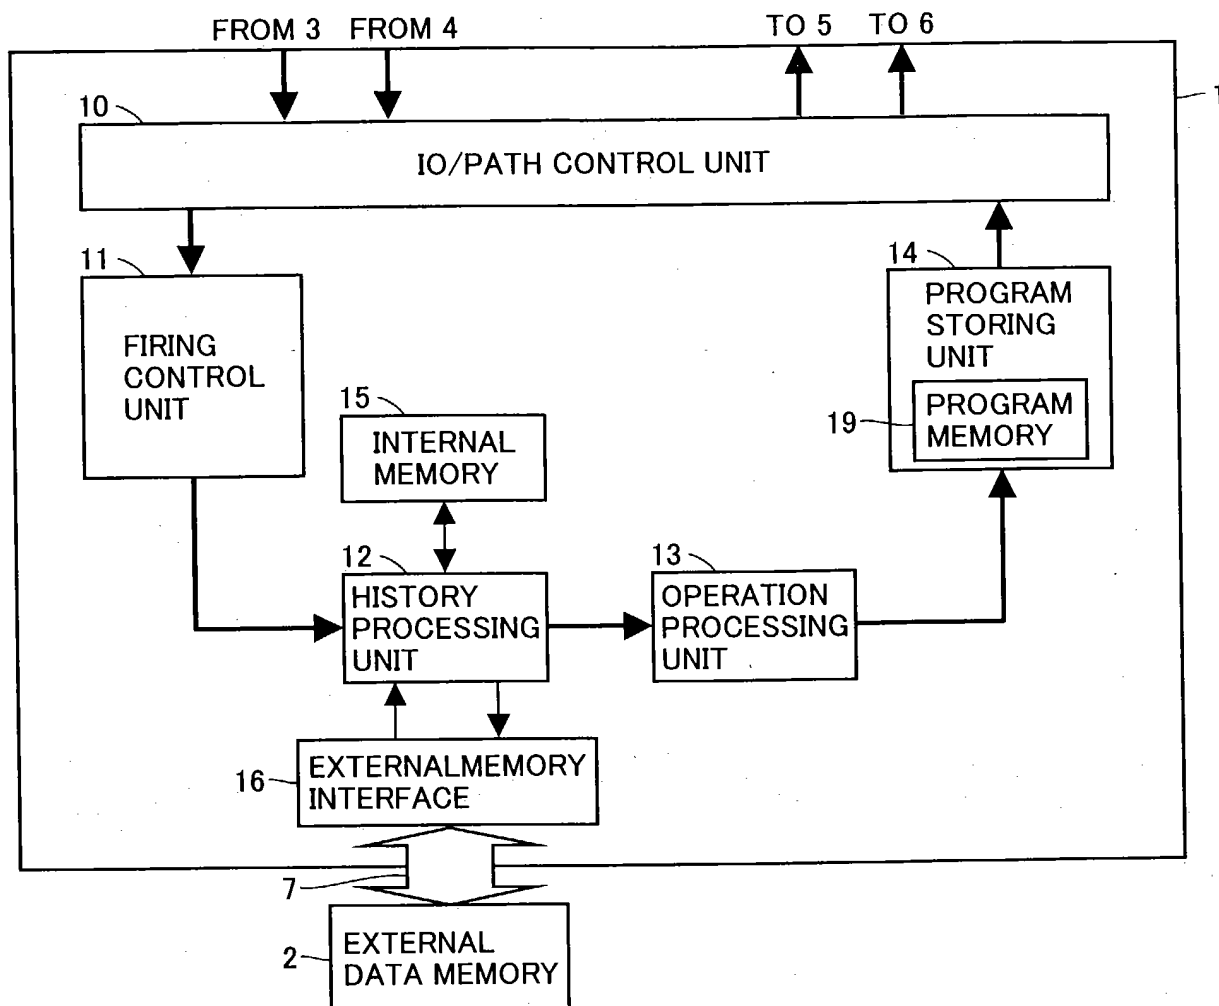 FROM 3 FROM 4 TO 5 TO 6
1
10
IO/PATH CONTROL UNIT
11
FIRING
CONTROL
UNIT
14
PROGRAM
STORING
UNIT
19
PROGRAM
MEMORY
15
INTERNAL
MEMORY
12
HISTORY
PROCESSING
UNIT
13
OPERATION
PROCESSING
UNIT
16
EXTERNALMEMORY
INTERFACE
7
2
EXTERNAL
DATA MEMORY